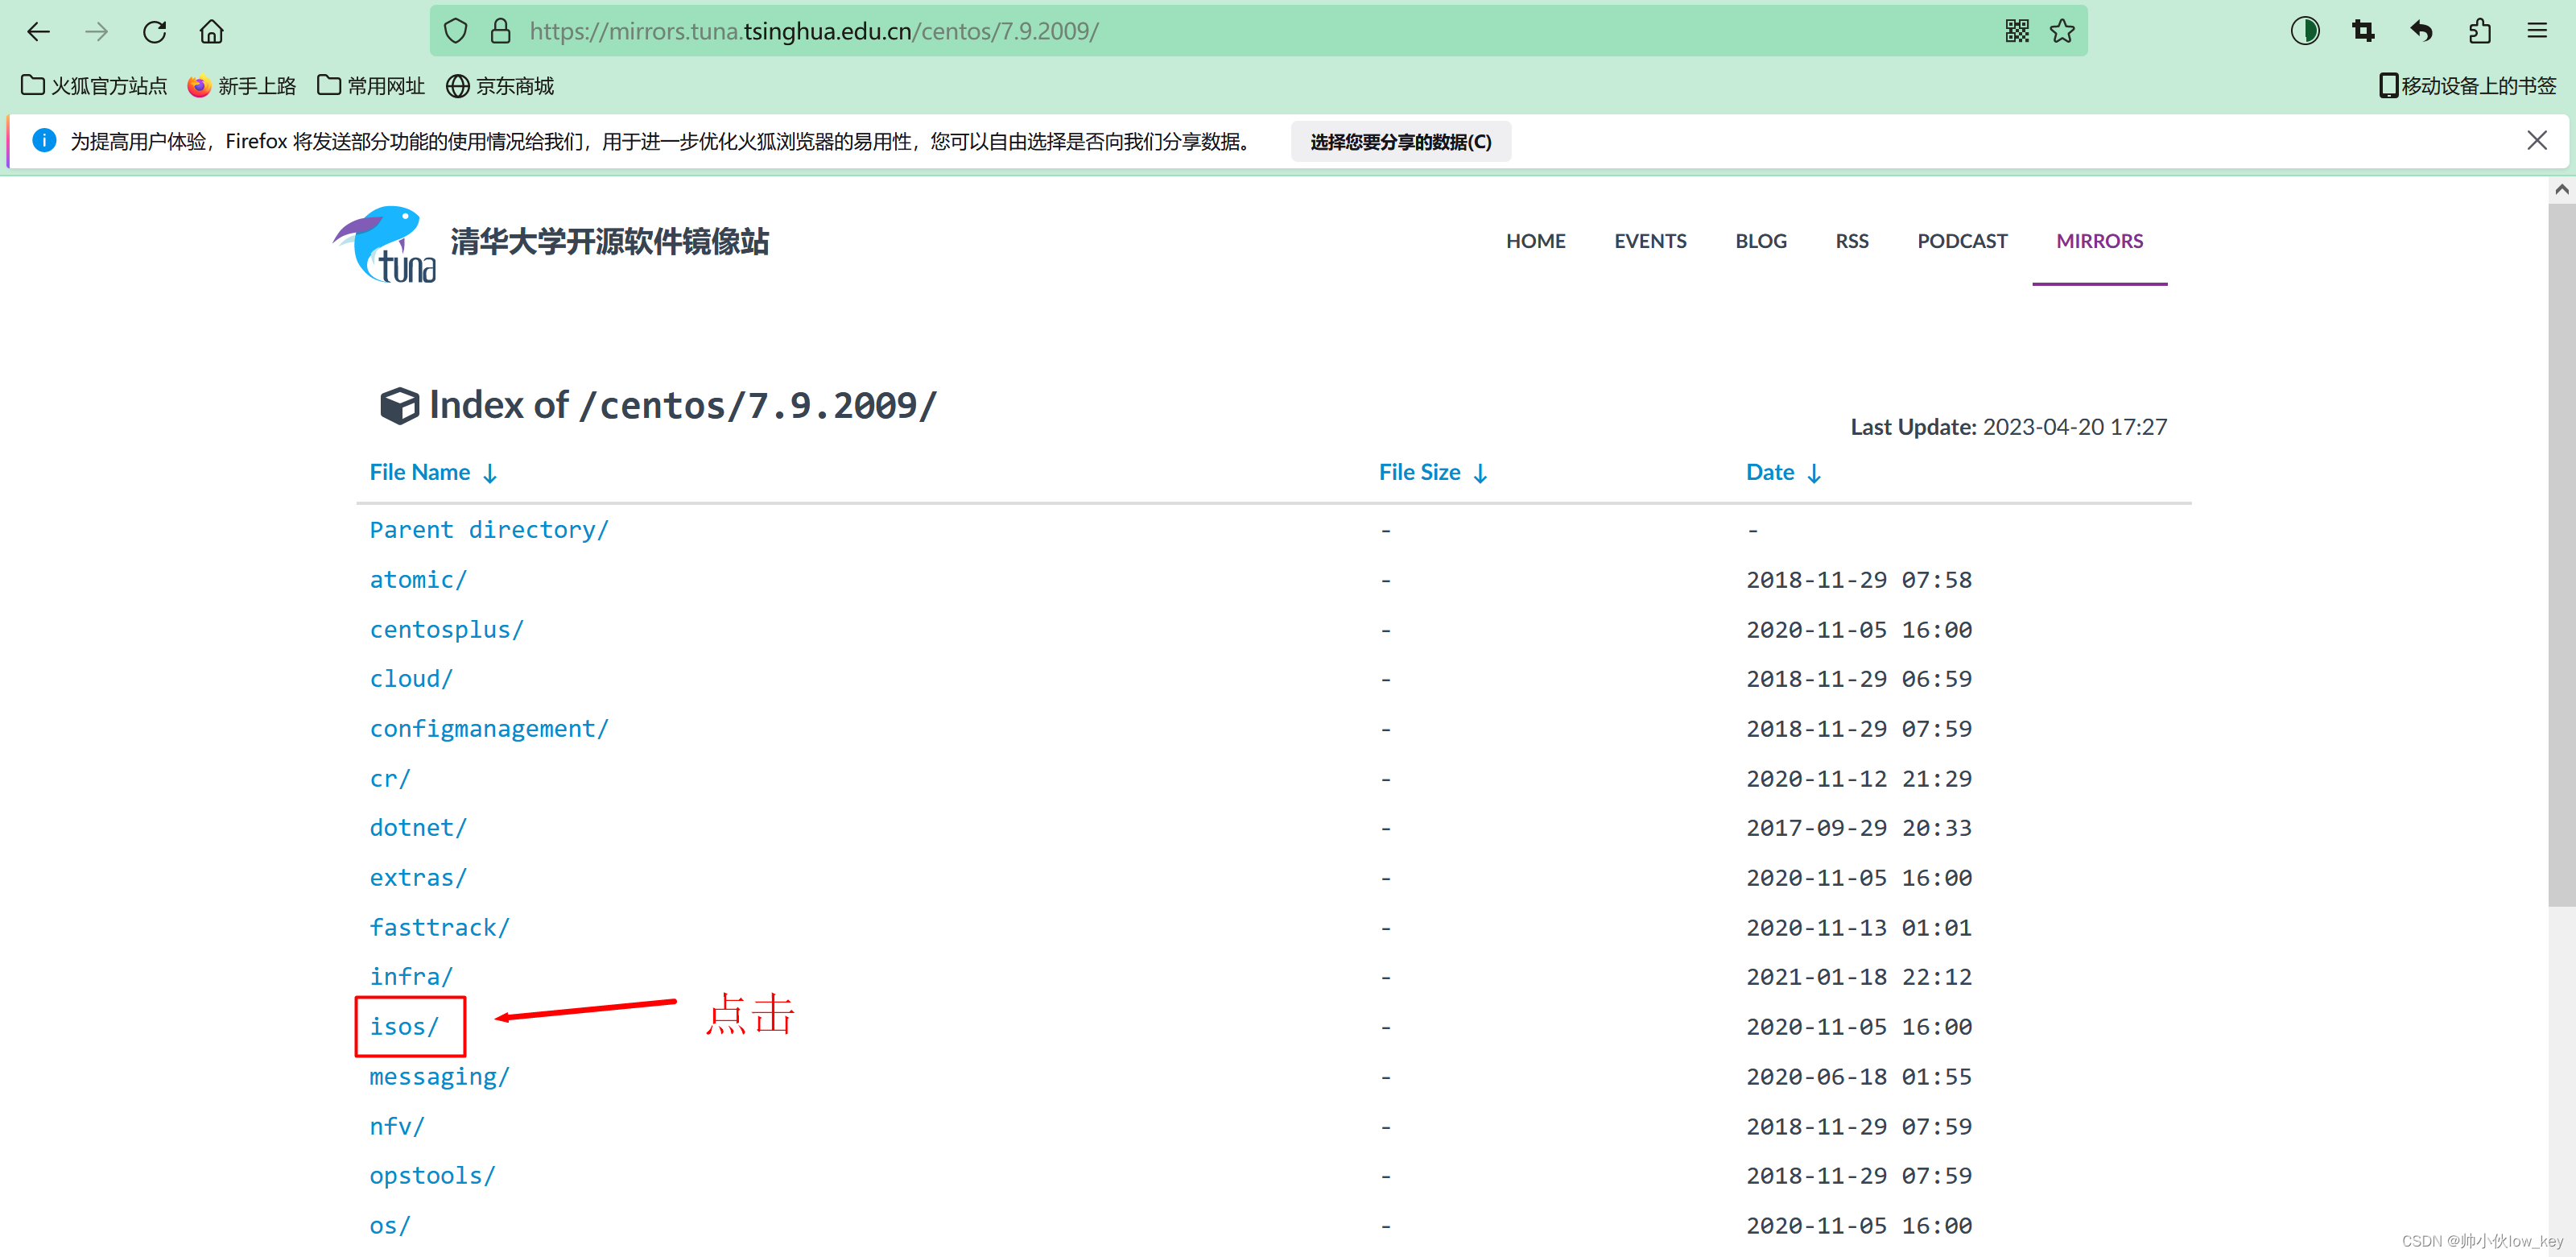 https://mirrors.tuna.tsinghua.edu.cn/centos/7.9.2009/
火狐官方站点 新手上路 常用网址 京东商城 移动设备上的书签
为提高用户体验，Firefox 将发送部分功能的使用情况给我们，用于进一步优化火狐浏览器的易用性，您可以自由选择是否向我们分享数据。 选择您要分享的数据(C)
tuna 清华大学开源软件镜像站 HOME EVENTS BLOG RSS PODCAST MIRRORS
Index of /centos/7.9.2009/
Last Update: 2023-04-20 17:27
File Name ↓ File Size ↓ Date ↓
Parent directory/ - -
atomic/ - 2018-11-29 07:58
centosplus/ - 2020-11-05 16:00
cloud/ - 2018-11-29 06:59
configmanagement/ - 2018-11-29 07:59
cr/ - 2020-11-12 21:29
dotnet/ - 2017-09-29 20:33
extras/ - 2020-11-05 16:00
fasttrack/ - 2020-11-13 01:01
infra/ - 2021-01-18 22:12
isos/ 点击 - 2020-11-05 16:00
messaging/ - 2020-06-18 01:55
nfv/ - 2018-11-29 07:59
opstools/ - 2018-11-29 07:59
os/ - 2020-11-05 16:00
CSDN @帅小伙low_key